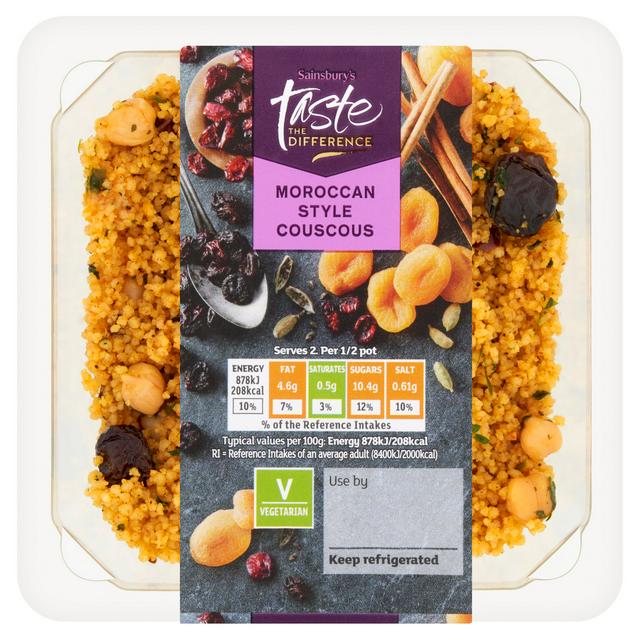 Sainsbury's
taste
THE
DIFFERENCE
MOROCCAN
STYLE
COUSCOUS
Serves 2. Per 1/2 pot
ENERGY 878kJ 208kcal 10%
FAT 4.6g 7%
SATURATES 0.5g 3%
SUGARS 10.4g 12%
SALT 0.61g 10%
% of the Reference Intakes
Typical values per 100g: Energy 878kJ/208kcal
RI = Reference Intakes of an average adult (8400kJ/2000kcal)
V
VEGETARIAN
Use by
Keep refrigerated